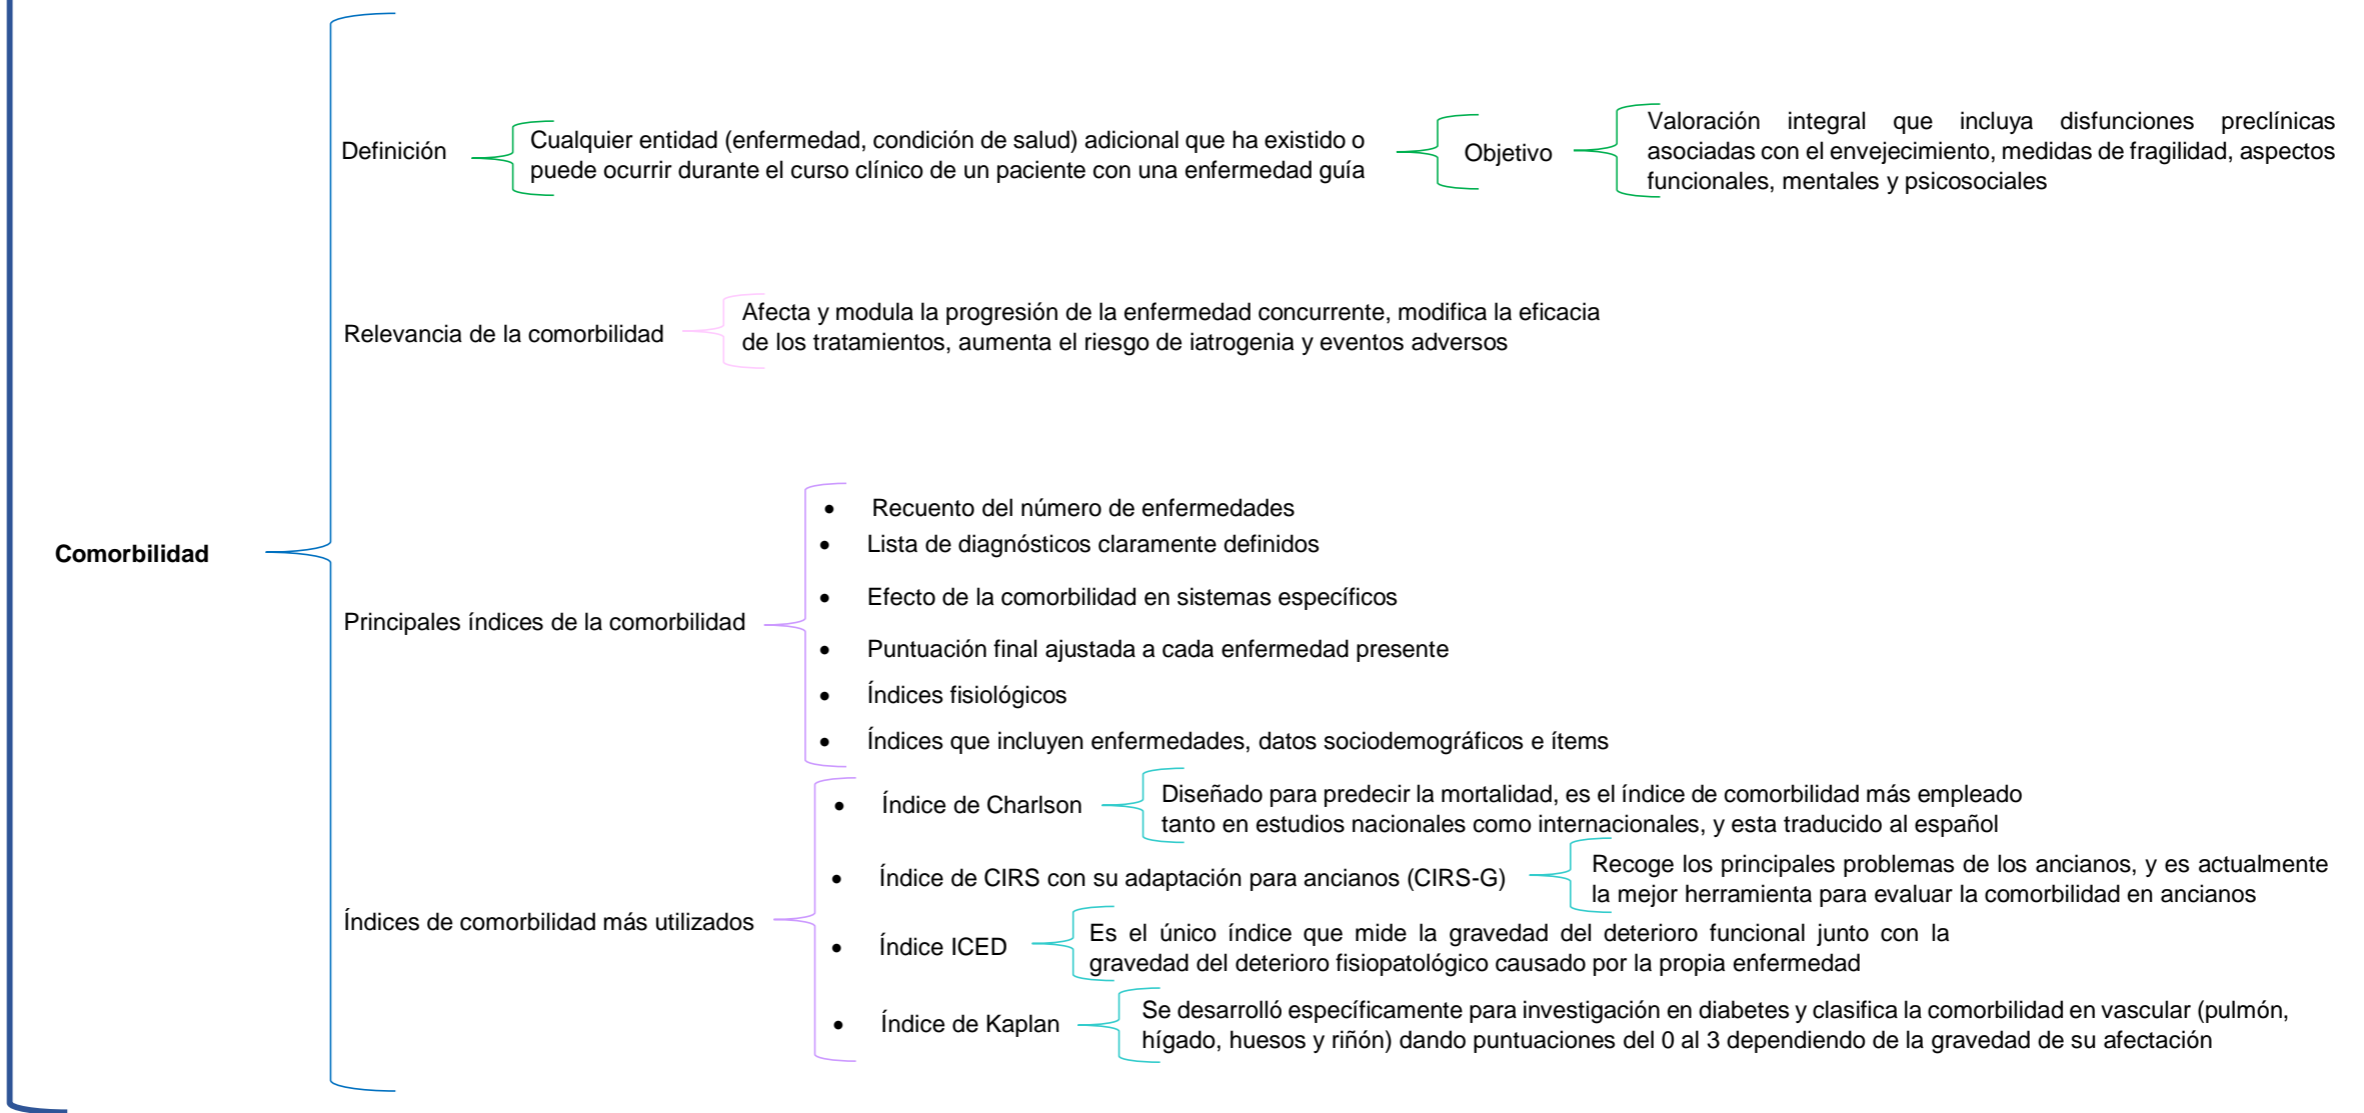 Comorbilidad
Definición
Cualquier entidad (enfermedad, condición de salud) adicional que ha existido o
puede ocurrir durante el curso clínico de un paciente con una enfermedad guía
Objetivo
Valoración integral que incluya disfunciones preclínicas
asociadas con el envejecimiento, medidas de fragilidad, aspectos
funcionales, mentales y psicosociales
Relevancia de la comorbilidad
Afecta y modula la progresión de la enfermedad concurrente, modifica la eficacia
de los tratamientos, aumenta el riesgo de iatrogenia y eventos adversos
Principales índices de la comorbilidad
• Recuento del número de enfermedades
• Lista de diagnósticos claramente definidos
• Efecto de la comorbilidad en sistemas específicos
• Puntuación final ajustada a cada enfermedad presente
• Índices fisiológicos
• Índices que incluyen enfermedades, datos sociodemográficos e ítems
Índices de comorbilidad más utilizados
• Índice de Charlson
Diseñado para predecir la mortalidad, es el índice de comorbilidad más empleado
tanto en estudios nacionales como internacionales, y esta traducido al español
• Índice de CIRS con su adaptación para ancianos (CIRS-G)
Recoge los principales problemas de los ancianos, y es actualmente
la mejor herramienta para evaluar la comorbilidad en ancianos
• Índice ICED
Es el único índice que mide la gravedad del deterioro funcional junto con la
gravedad del deterioro fisiopatológico causado por la propia enfermedad
• Índice de Kaplan
Se desarrolló específicamente para investigación en diabetes y clasifica la comorbilidad en vascular (pulmón,
hígado, huesos y riñón) dando puntuaciones del 0 al 3 dependiendo de la gravedad de su afectación